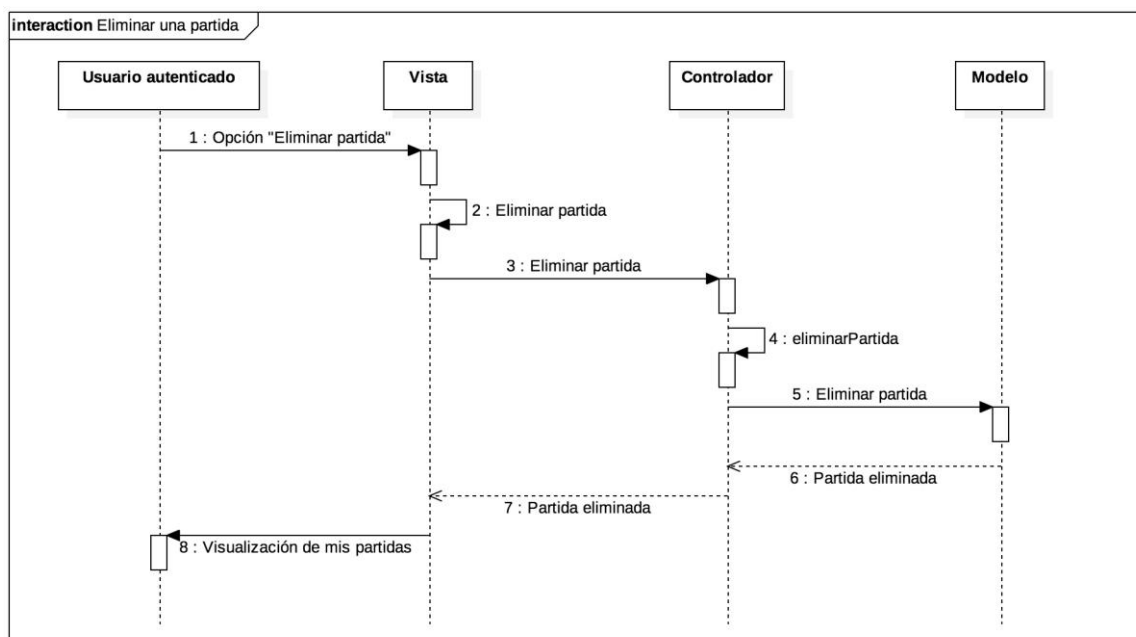 interaction Eliminar una partida
Usuario autenticado
Vista
Controlador
Modelo
1 : Opción "Eliminar partida"
2 : Eliminar partida
3 : Eliminar partida
4 : eliminarPartida
5 : Eliminar partida
6 : Partida eliminada
7 : Partida eliminada
8 : Visualización de mis partidas